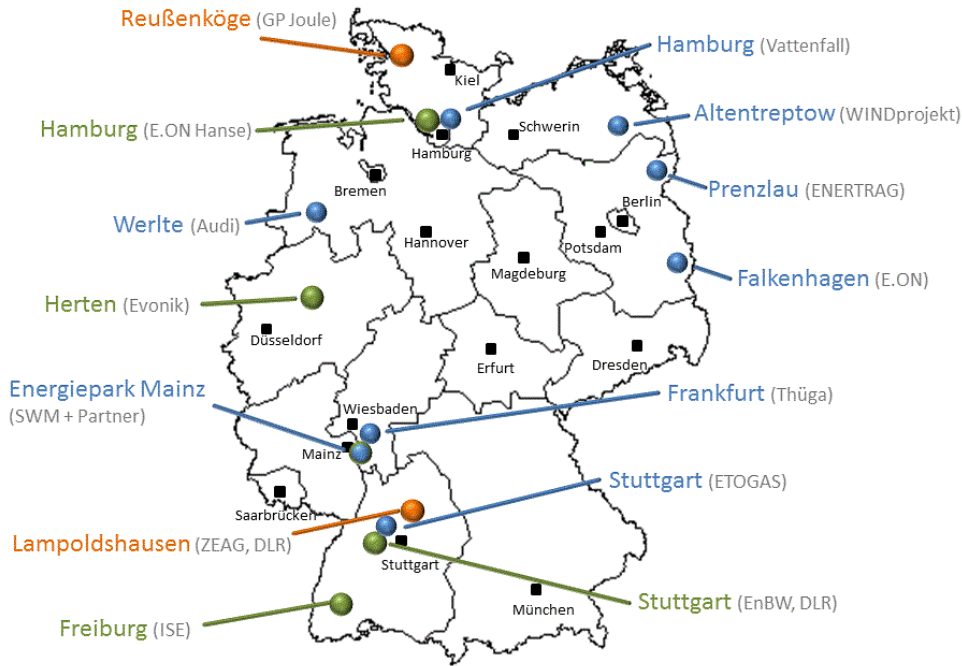 Reußenköge (GP Joule)
Hamburg (Vattenfall)
Kiel
Altentreptow (WINDprojekt)
Hamburg (E.ON Hanse)
Schwerin
Hamburg
Prenzlau (ENERTRAG)
Bremen
Berlin
Werlte (Audi)
Hannover
Potsdam
Magdeburg
Falkenhagen (E.ON)
Herten (Evonik)
Düsseldorf
Erfurt
Dresden
Energiepark Mainz
(SWM + Partner)
Frankfurt (Thüga)
Wiesbaden
Mainz
Stuttgart (ETOGAS)
Saarbrücken
Lampoldshausen (ZEAG, DLR)
Stuttgart
Stuttgart (EnBW, DLR)
München
Freiburg (ISE)